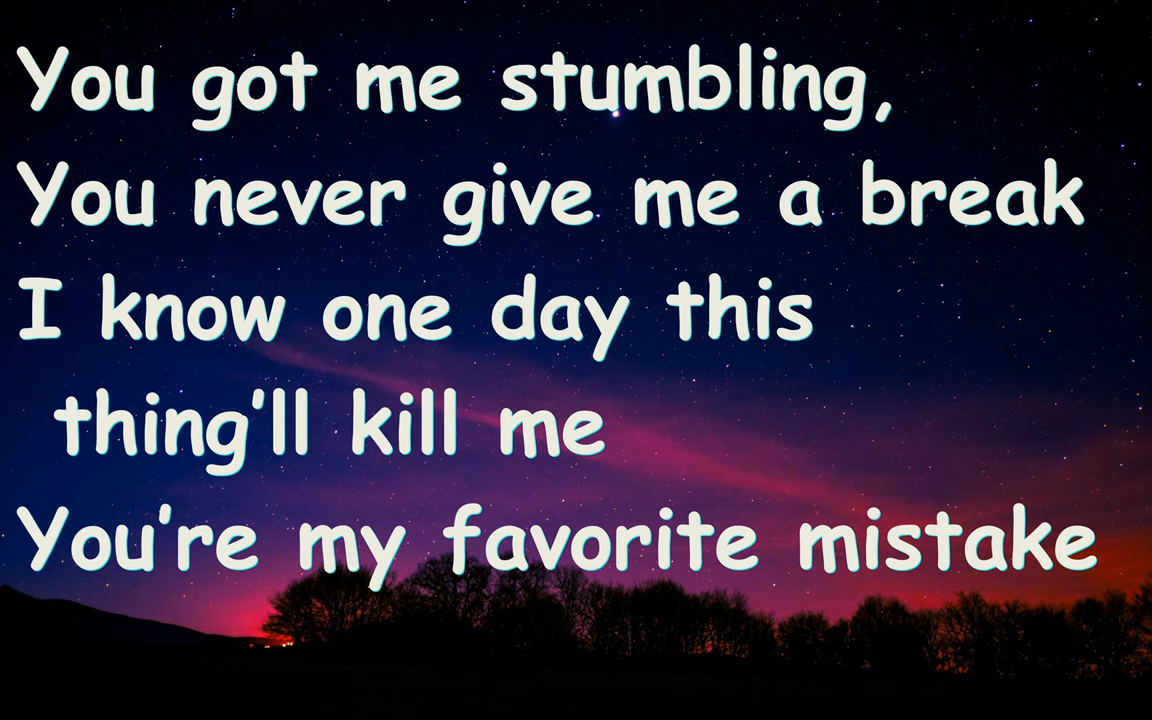 You got me stumbling,
You never give me a break
I know one day this
thing'll kill me
You're my favorite mistake